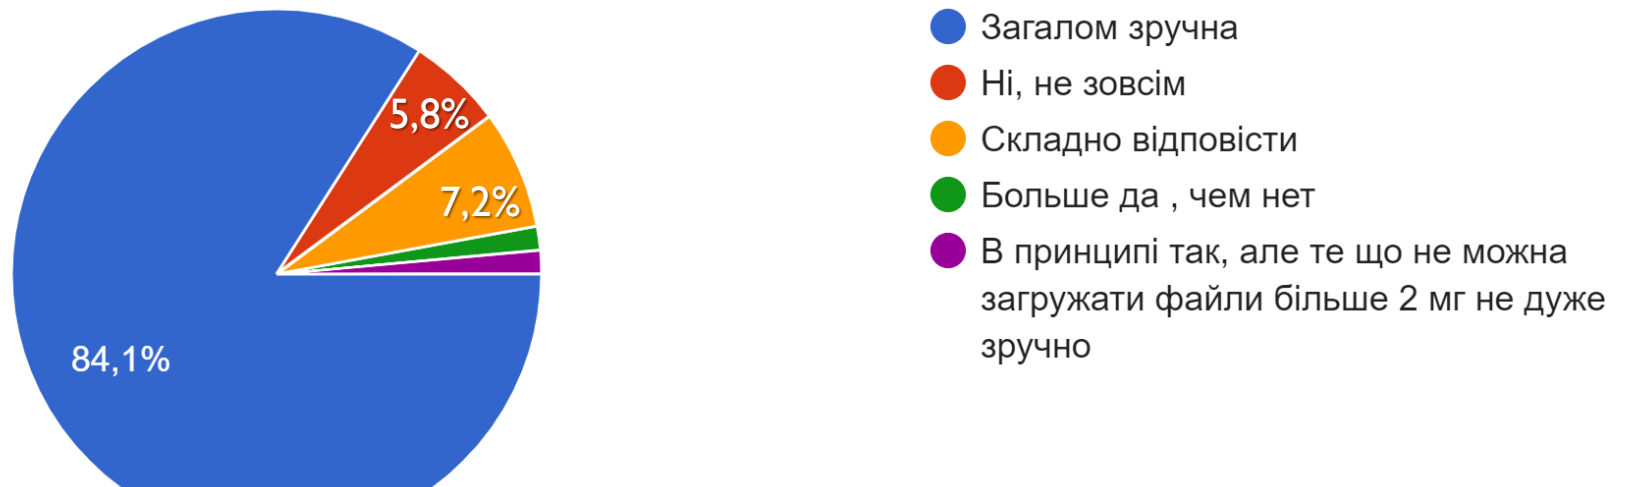 5,8%
7,2%
84,1%
Загалом зручна
Ні, не зовсім
Складно відповісти
Больше да , чем нет
В принципі так, але те що не можна
загружати файли більше 2 мг не дуже
зручно